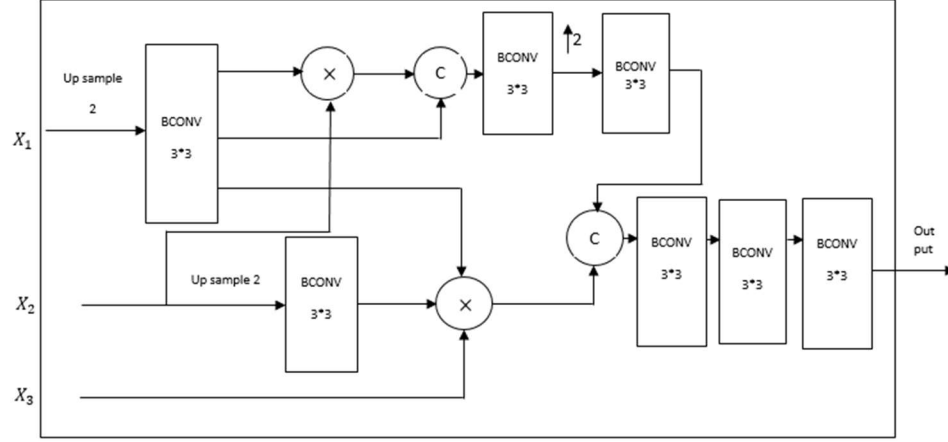 Up sample
2
X₁
BCONV
3*3
×
C
BCONV
3*3
2
BCONV
3*3
C
BCONV
3*3
BCONV
3*3
BCONV
3*3
Out
put
X₂
Up sample 2
BCONV
3*3
×
X₃